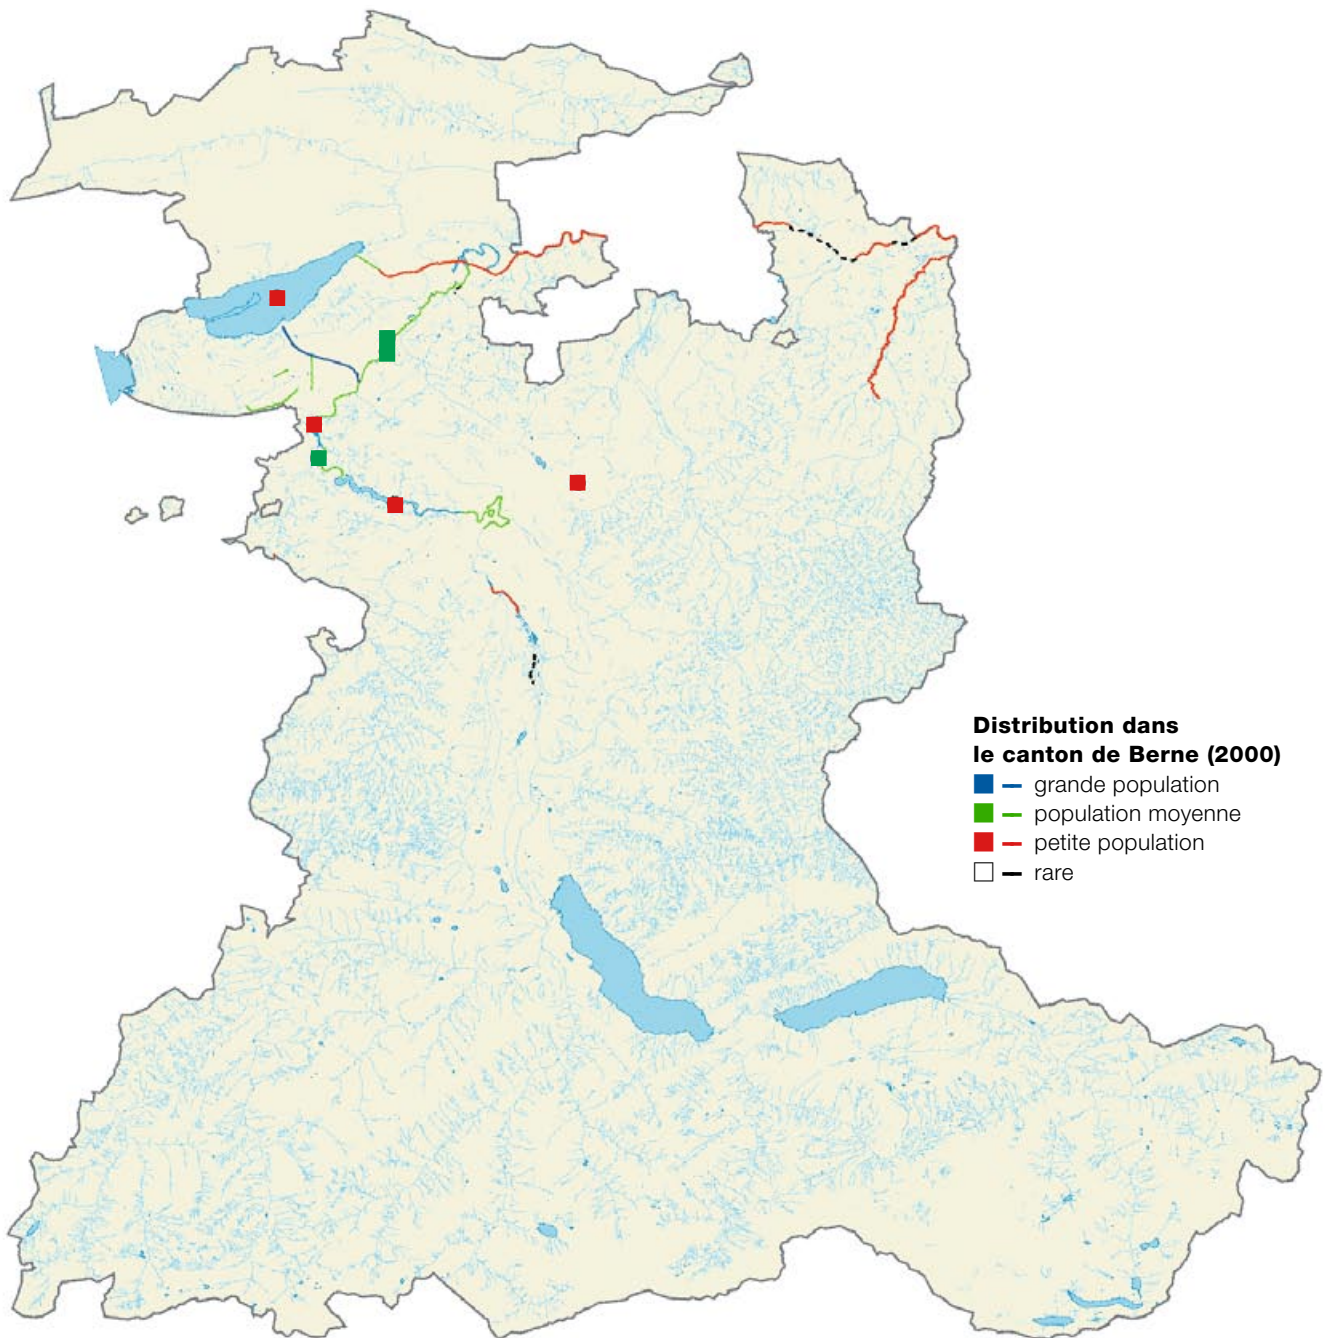 Distribution dans
le canton de Berne (2000)
grande population
population moyenne
petite population
rare